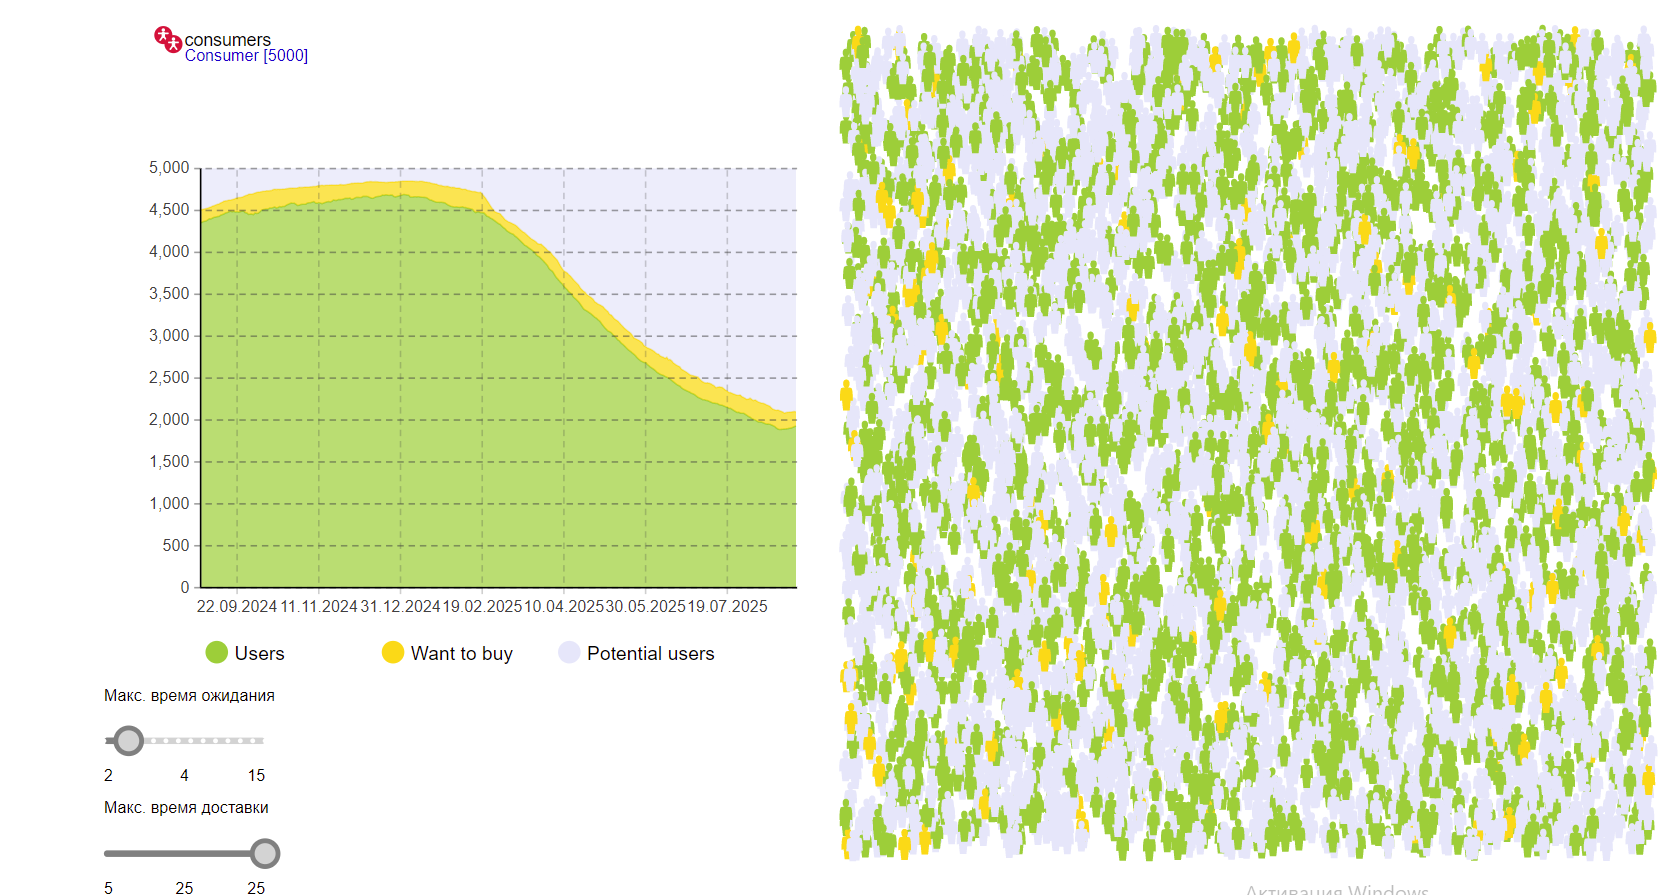 consumers
Consumer [5000]
5,000
4,500
4,000
3,500
3,000
2,500
2,000
1,500
1,000
500
0
22.09.2024 11.11.2024 31.12.2024 19.02.2025 10.04.2025 30.05.2025 19.07.2025
Users Want to buy Potential users
Макс. время ожидания
2 4 15
Макс. время доставки
5 25 25
Активация Windows